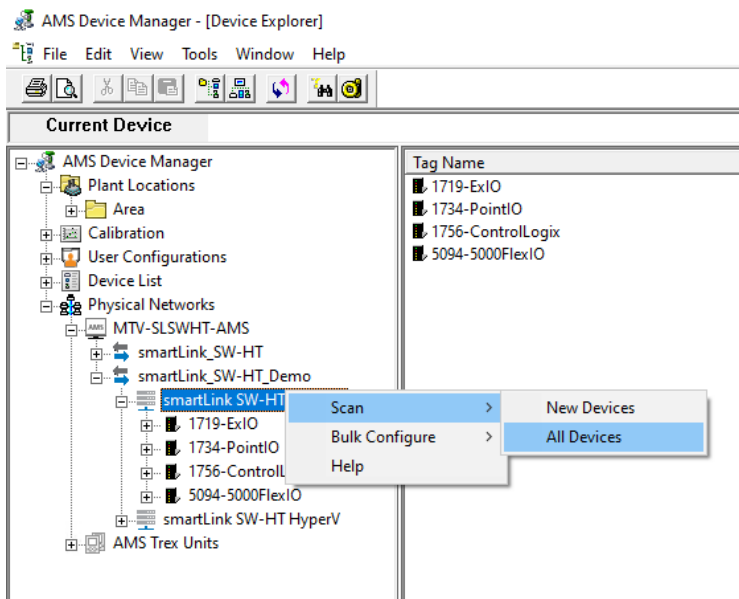 AMS Device Manager - [Device Explorer]
File Edit View Tools Window Help
Current Device
AMS Device Manager
Plant Locations
Area
Calibration
User Configurations
Device List
Physical Networks
AMS MTV-SLSWHT-AMS
smartLink_SW-HT
smartLink_SW-HT_Demo
smartLink SW-HT
1719-ExIO
1734-PointIO
1756-ControlL
5094-5000FlexIO
smartLink SW-HT HyperV
AMS Trex Units
Tag Name
1719-ExIO
1734-PointIO
1756-ControlLogix
5094-5000FlexIO
Scan >
Bulk Configure >
Help
New Devices
All Devices